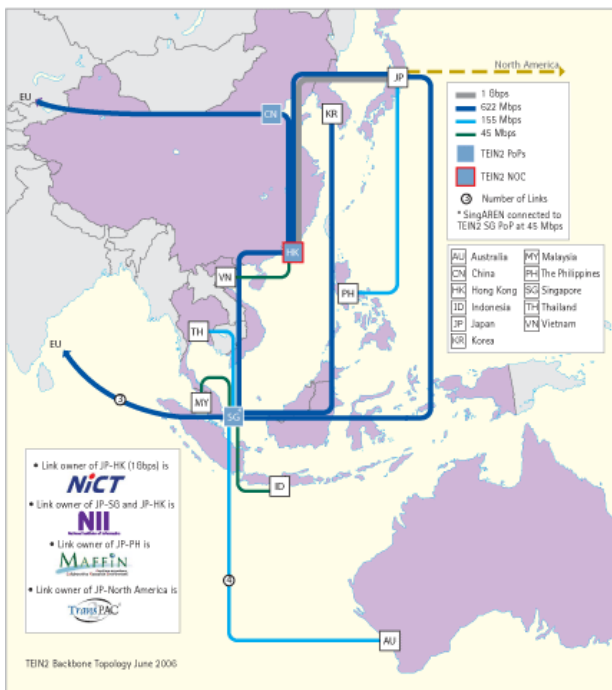 North America
EU
JP
CN
KR
1 Gbps
622 Mbps
155 Mbps
45 Mbps
TEIN2 PoPs
TEIN2 NOC
3 Number of Links
* SingAREN connected to
TEIN2 SG PoP at 45 Mbps
HK
VN
PH
AU Australia
CN China
HK Hong Kong
ID Indonesia
JP Japan
KR Korea
MY Malaysia
PH The Philippines
SG Singapore
TH Thailand
VN Vietnam
TH
EU
3
MY
SG
ID
• Link owner of JP-HK (1Gbps) is
NiCT
• Link owner of JP-SG and JP-HK is
NII
• Link owner of JP-PH is
MAFFIN
• Link owner of JP-North America is
TransPAC
4
AU
TEIN2 Backbone Topology June 2006